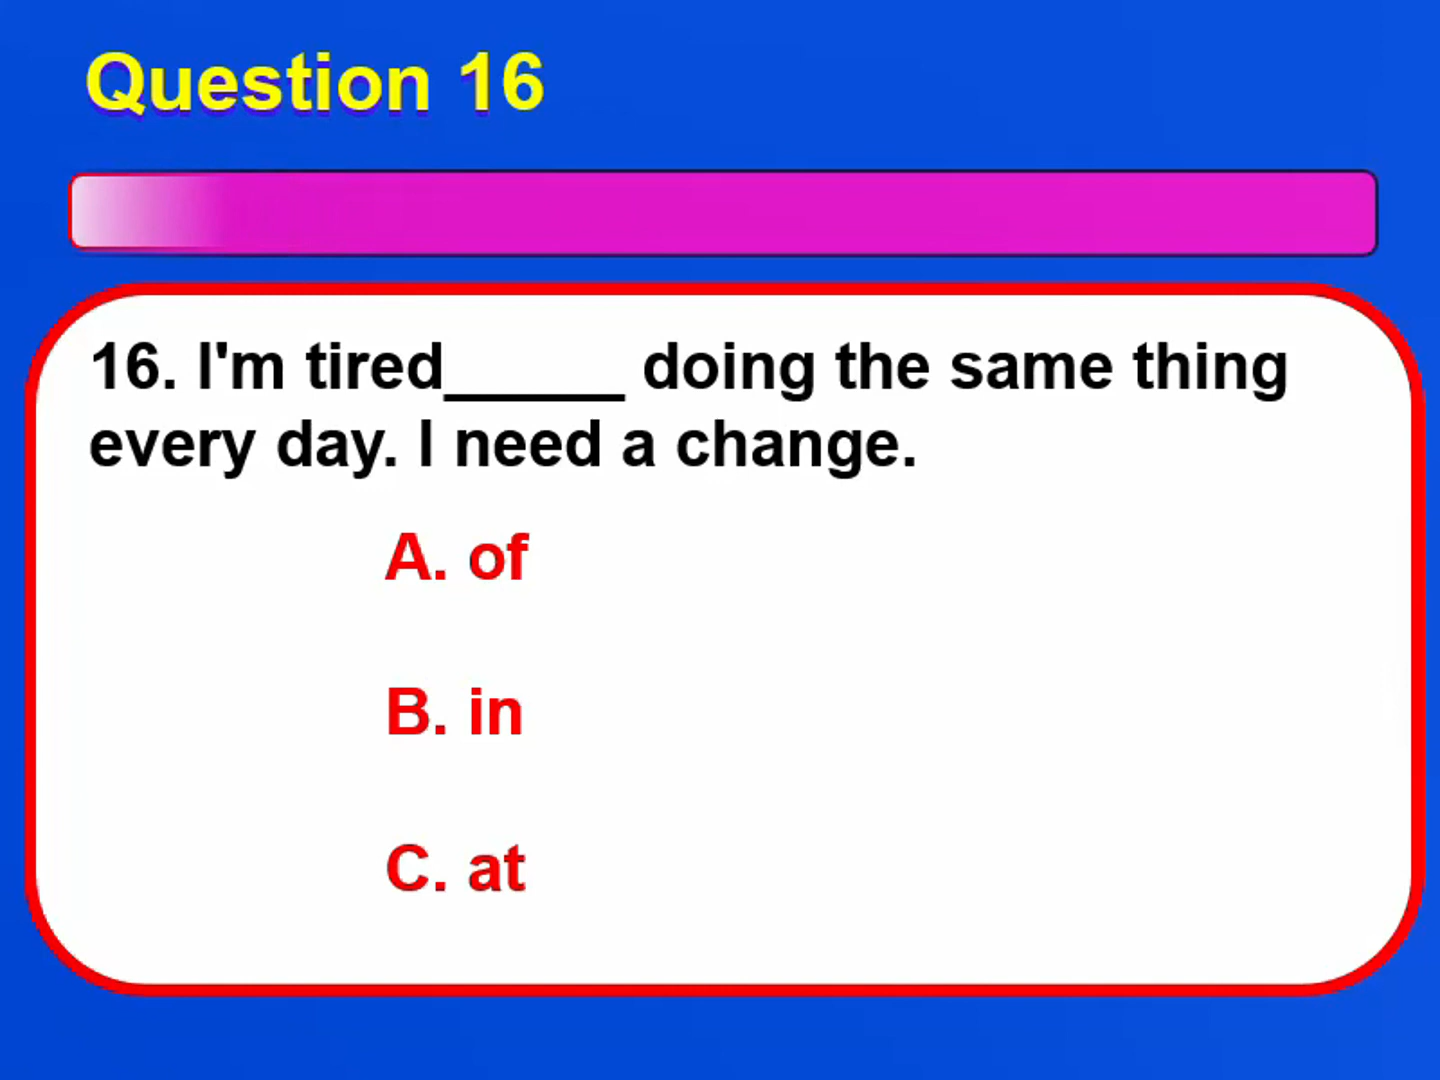 Question 16
16. I'm tired_____ doing the same thing
every day. I need a change.
A. of
B. in
C. at